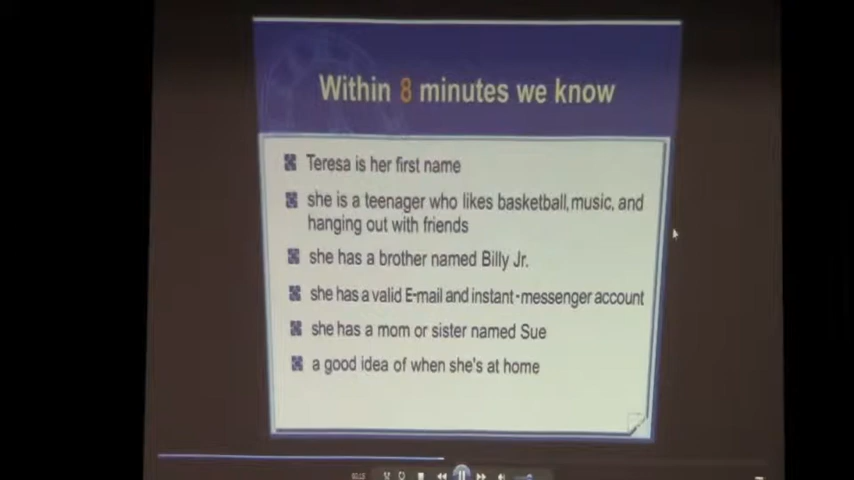 Within 8 minutes we know
Teresa is her first name
she is a teenager who likes basketball, music, and
hanging out with friends
she has a brother named Billy Jr.
she has a valid E-mail and instant-messenger account
she has a mom or sister named Sue
a good idea of when she's at home